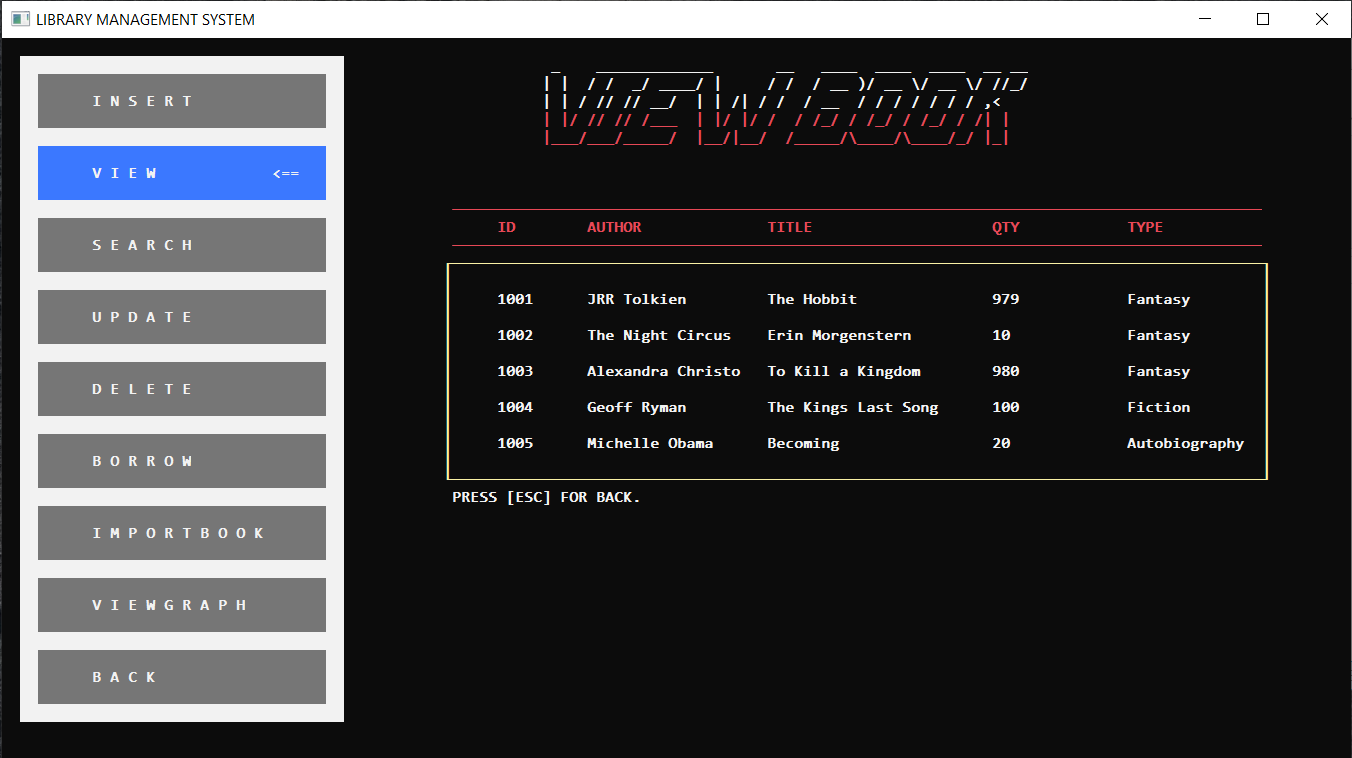 LIBRARY MANAGEMENT SYSTEM
I N S E R T
V I E W <==
S E A R C H
U P D A T E
D E L E T E
B O R R O W
I M P O R T B O O K
V I E W G R A P H
B A C K
VIEW BOOK
ID AUTHOR TITLE QTY TYPE
1001 JRR Tolkien The Hobbit 979 Fantasy
1002 The Night Circus Erin Morgenstern 10 Fantasy
1003 Alexandra Christo To Kill a Kingdom 980 Fantasy
1004 Geoff Ryman The Kings Last Song 100 Fiction
1005 Michelle Obama Becoming 20 Autobiography
PRESS [ESC] FOR BACK.